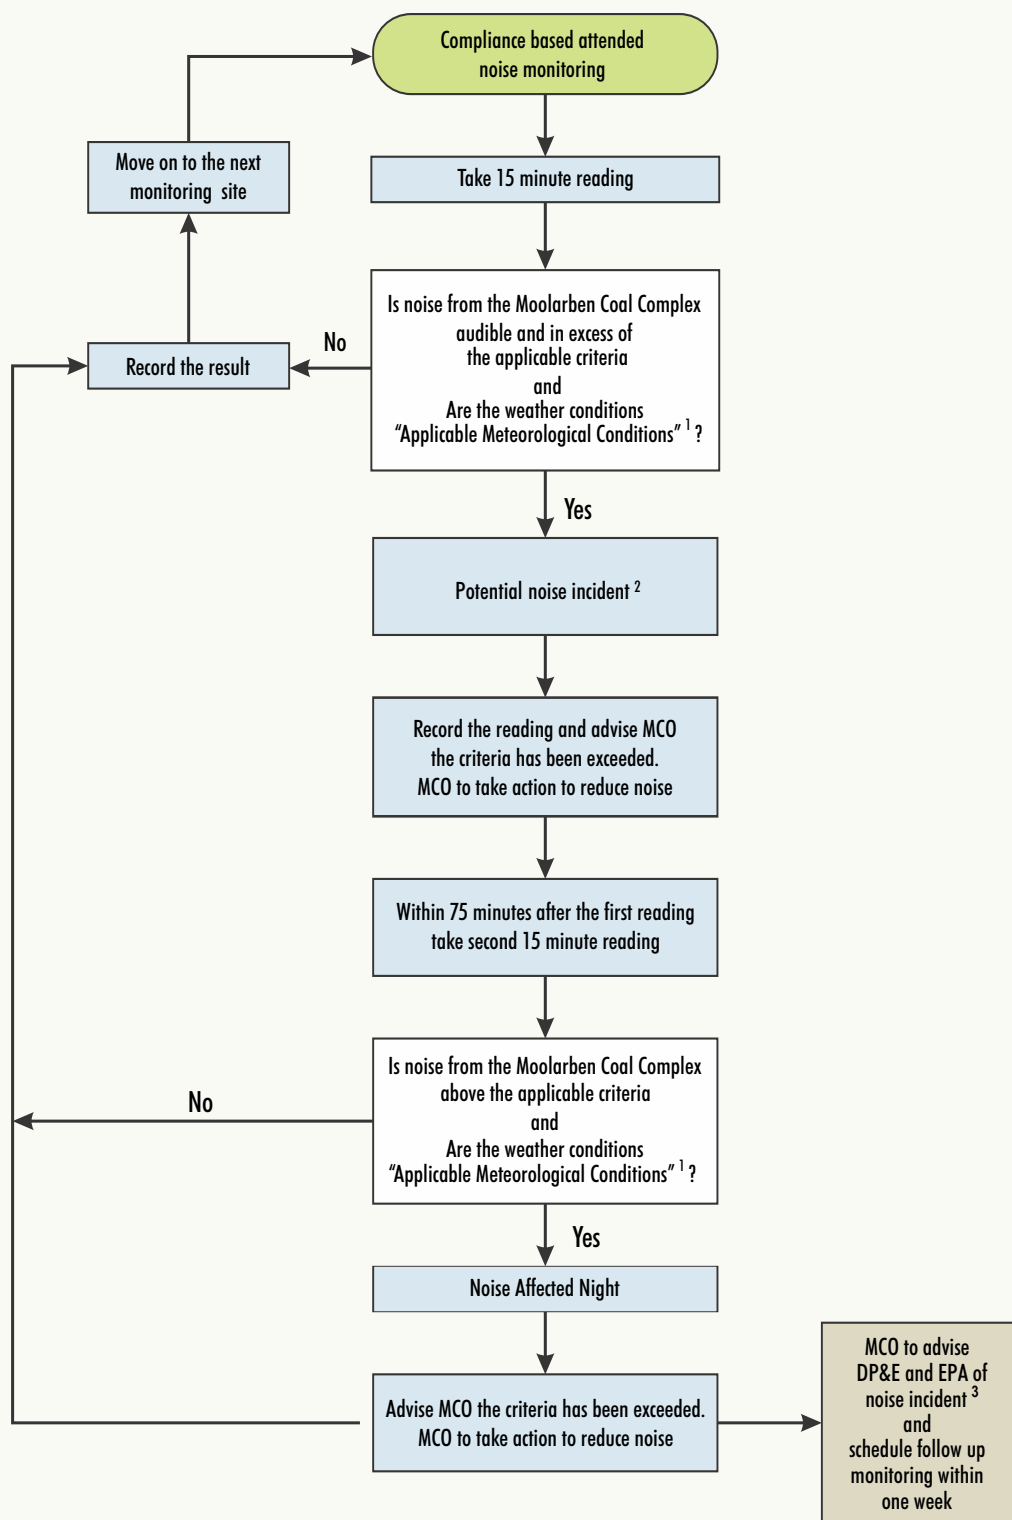 Compliance based attended
noise monitoring
Move on to the next
monitoring site
Take 15 minute reading
Is noise from the Moolarben Coal Complex
audible and in excess of
the applicable criteria
and
Are the weather conditions
“Applicable Meteorological Conditions” 1 ?
No
Record the result
Yes
Potential noise incident 2
Record the reading and advise MCO
the criteria has been exceeded.
MCO to take action to reduce noise
Within 75 minutes after the first reading
take second 15 minute reading
Is noise from the Moolarben Coal Complex
above the applicable criteria
and
Are the weather conditions
“Applicable Meteorological Conditions” 1 ?
No
Yes
Noise Affected Night
Advise MCO the criteria has been exceeded.
MCO to take action to reduce noise
MCO to advise
DP&E and EPA of
noise incident 3
and
schedule follow up
monitoring within
one week